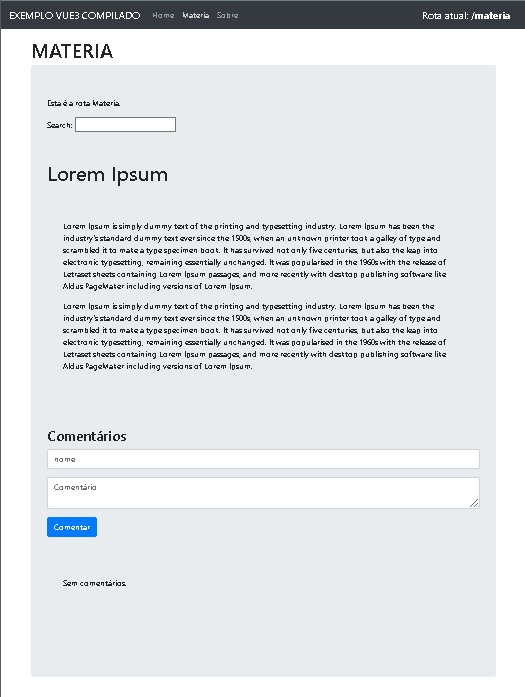 EXEMPLO VUE3 COMPILADO Home Materia Sobre Rota atual: /materia
MATERIA
Esta é a rota Materia.
Search:
Lorem Ipsum
Lorem Ipsum is simply dummy text of the printing and typesetting industry. Lorem Ipsum has been the
industry's standard dummy text ever since the 1500s, when an unknown printer took a galley of type and
scrambled it to make a type specimen book. It has survived not only five centuries, but also the leap into
electronic typesetting, remaining essentially unchanged. It was popularised in the 1960s with the release of
Letraset sheets containing Lorem Ipsum passages, and more recently with desktop publishing software like
Aldus PageMaker including versions of Lorem Ipsum.
Lorem Ipsum is simply dummy text of the printing and typesetting industry. Lorem Ipsum has been the
industry's standard dummy text ever since the 1500s, when an unknown printer took a galley of type and
scrambled it to make a type specimen book. It has survived not only five centuries, but also the leap into
electronic typesetting, remaining essentially unchanged. It was popularised in the 1960s with the release of
Letraset sheets containing Lorem Ipsum passages, and more recently with desktop publishing software like
Aldus PageMaker including versions of Lorem Ipsum.
Comentários
nome
Comentário
Comentar
Sem comentários.